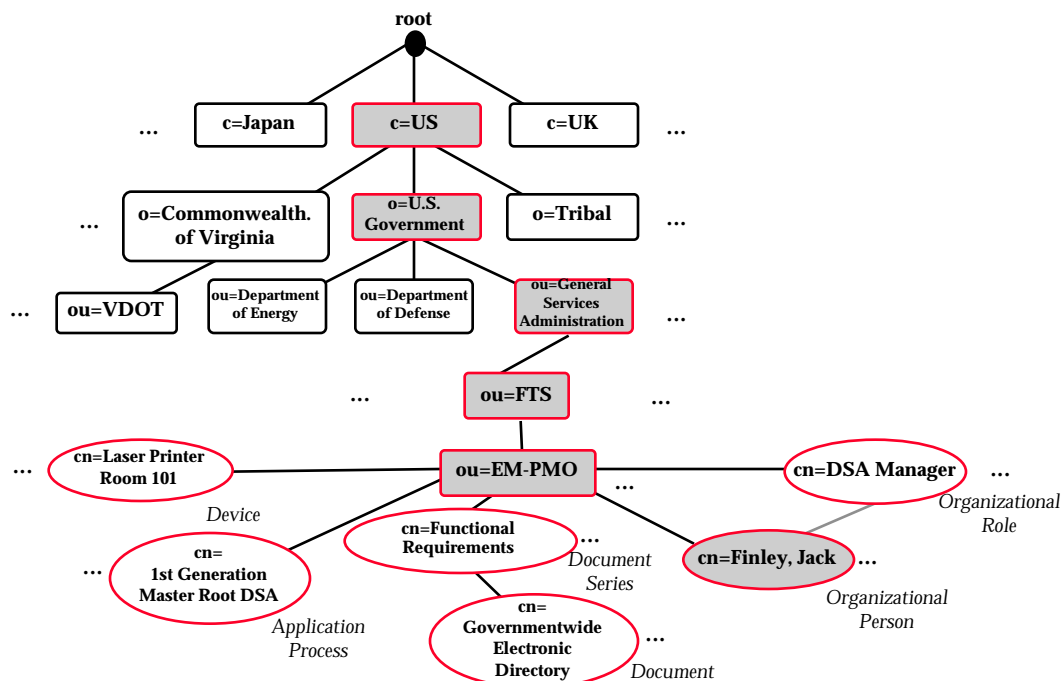 root
... c=Japan c=US c=UK ...
... o=Commonwealth.
of Virginia
o=U.S.
Government
o=Tribal ...
... ou=VDOT
ou=Department
of Energy
ou=Department
of Defense
ou=General
Services
Administration
...
... ou=FTS ...
... cn=Laser Printer
Room 101
Device
ou=EM-PMO ...
cn=DSA Manager ...
Organizational
Role
... cn=
1st Generation
Master Root DSA
Application
Process
cn=Functional
Requirements
...
Document
Series
cn=Finley, Jack ...
Organizational
Person
cn=
Governmentwide
Electronic
Directory
...
Document